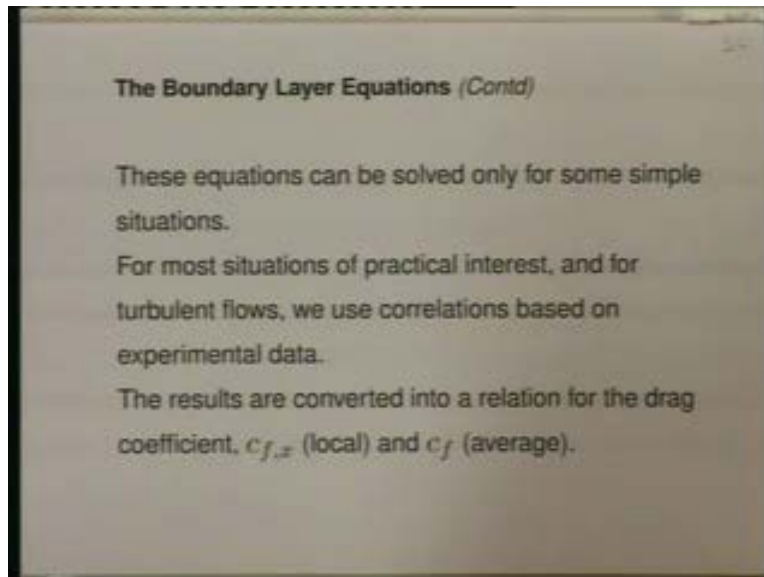 The Boundary Layer Equations (Contd)
These equations can be solved only for some simple
situations.
For most situations of practical interest, and for
turbulent flows, we use correlations based on
experimental data.
The results are converted into a relation for the drag
coefficient, c_{f,x} (local) and c_f (average).